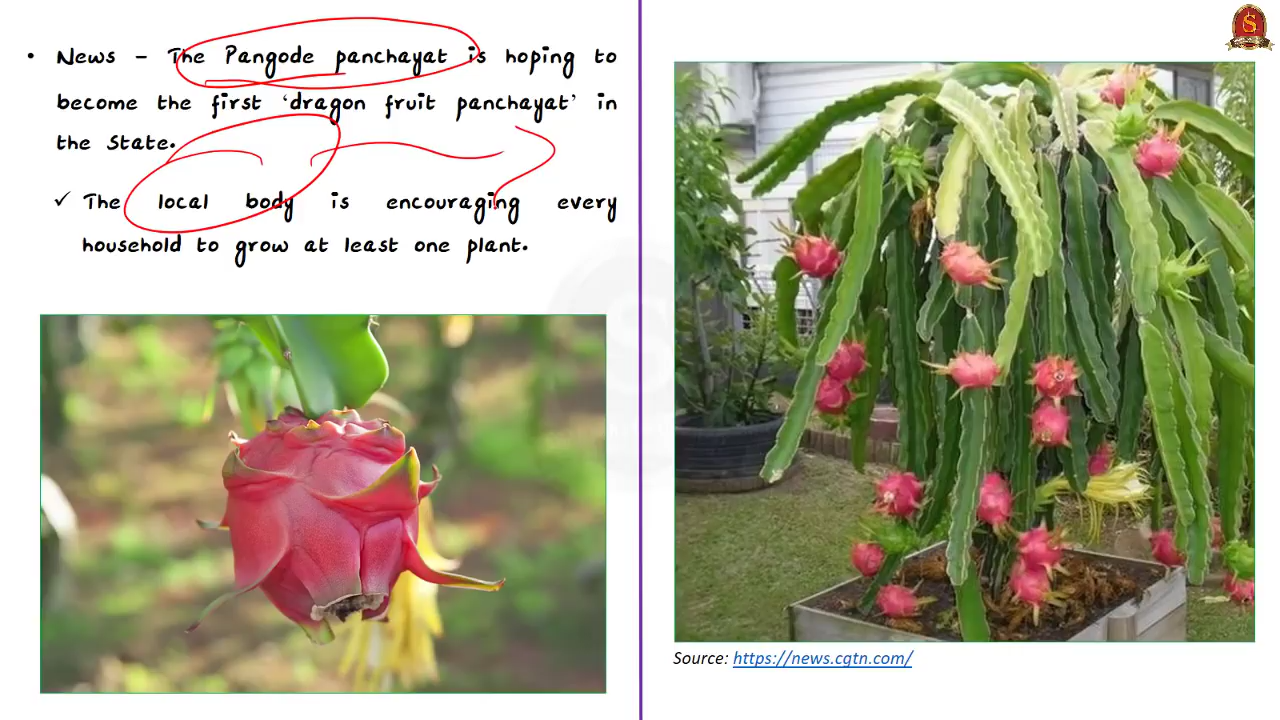 • News – The Pangode panchayat is hoping to
become the first ‘dragon fruit panchayat’ in
the State.
✓ The local body is encouraging every
household to grow at least one plant.
S
Source: https://news.cgtn.com/